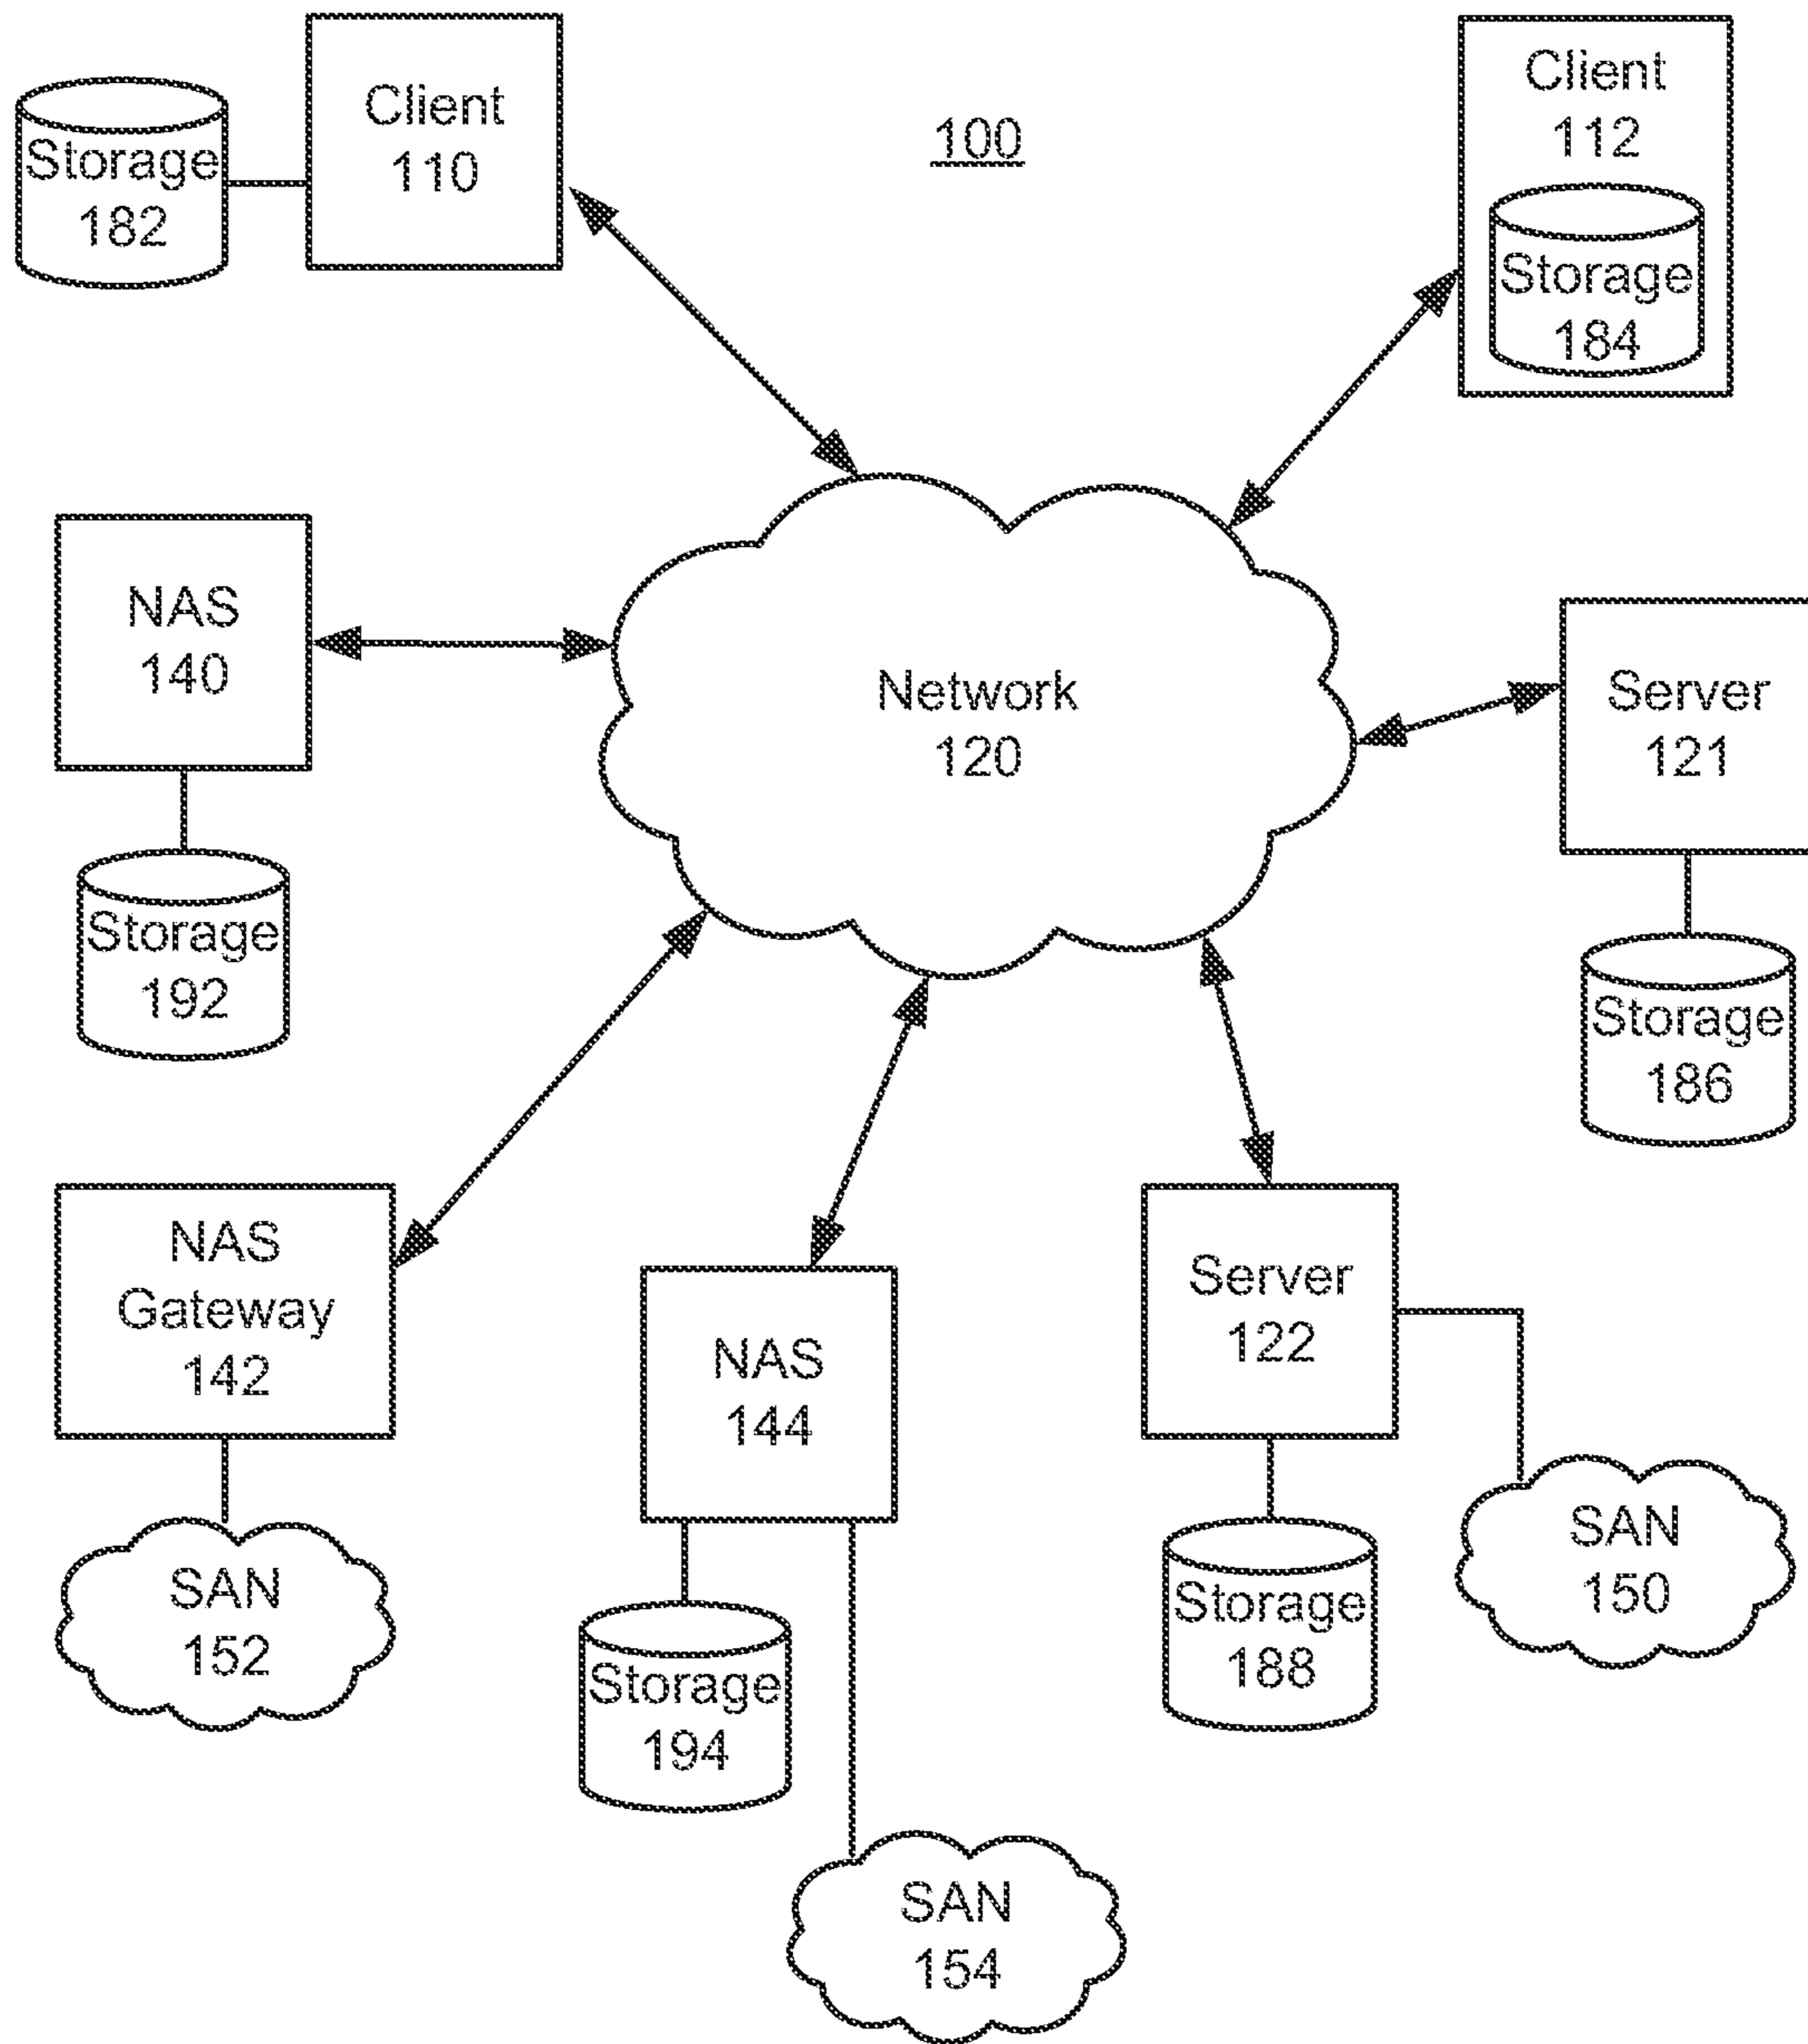 Client
110
Storage
182
100
Client
112
Storage
184
NAS
140
Storage
192
Network
120
Server
121
Storage
186
NAS
Gateway
142
SAN
152
NAS
144
Storage
194
SAN
154
Server
122
Storage
188
SAN
150